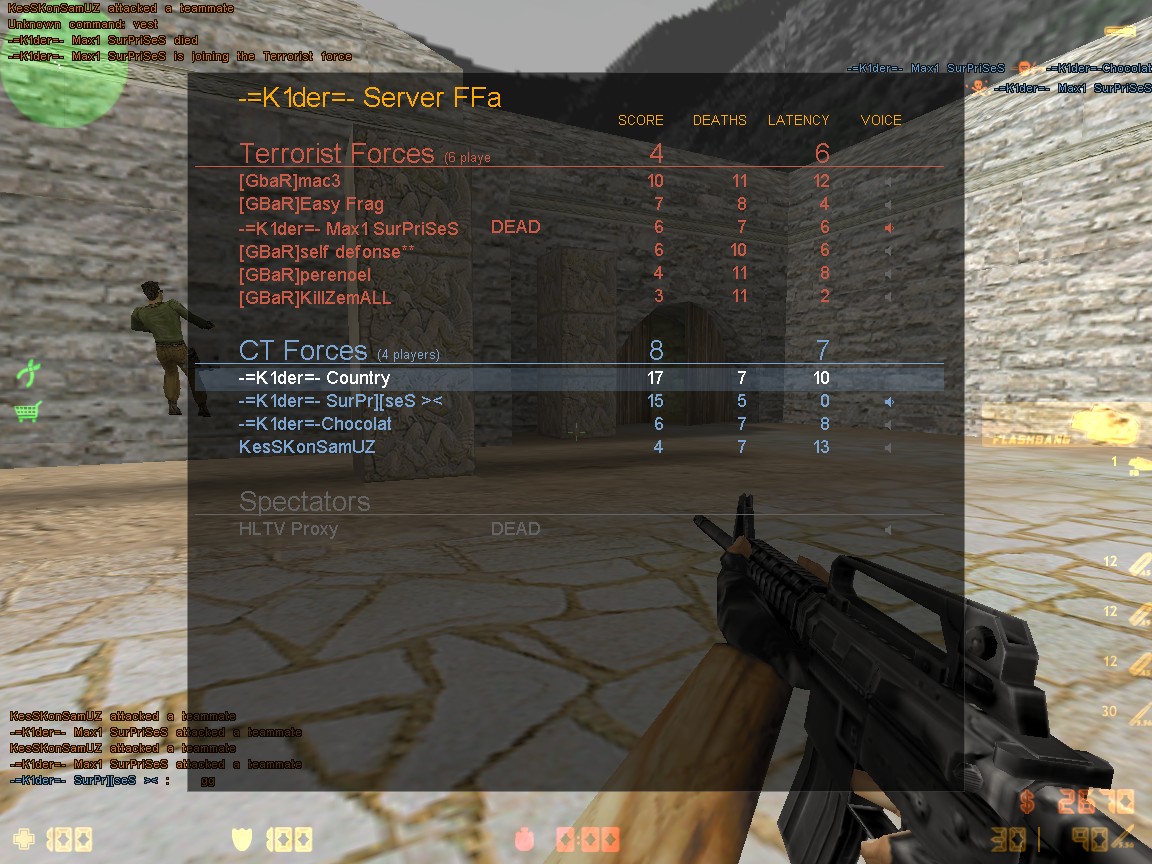 KesSKonSamUZ attacked a teammate
Unknown command: vest
-=K1der=- Max1 SurPriSeS died
-=K1der=- Max1 SurPriSeS is joining the Terrorist force
-=K1der=- Max1 SurPriSeS -=K1der=-Chocolat
-=K1der=- Max1 SurPriSeS
-=K1der=- Server FFa
SCORE DEATHS LATENCY VOICE
Terrorist Forces (6 playe 4 6
[GbaR]mac3 10 11 12
[GBaR]Easy Frag 7 8 4
-=K1der=- Max1 SurPriSeS DEAD 6 7 6
[GBaR]self defonse** 6 10 6
[GBaR]perenoel 4 11 8
[GBaR]KillZemALL 3 11 2
CT Forces (4 players) 8 7
-=K1der=- Country 17 7 10
-=K1der=- SurPr][seS >< 15 5 0
-=K1der=-Chocolat 6 7 8
KesSKonSamUZ 4 7 13
FLASHBANG
1
Spectators
HLTV Proxy DEAD
12
12
12
30
KesSKonSamUZ attacked a teammate
-=K1der=- Max1 SurPriSeS attacked a teammate
KesSKonSamUZ attacked a teammate
-=K1der=- Max1 SurPriSeS attacked a teammate
-=K1der=- SurPr][seS >< : gg
100 100 0:00
30 | 90